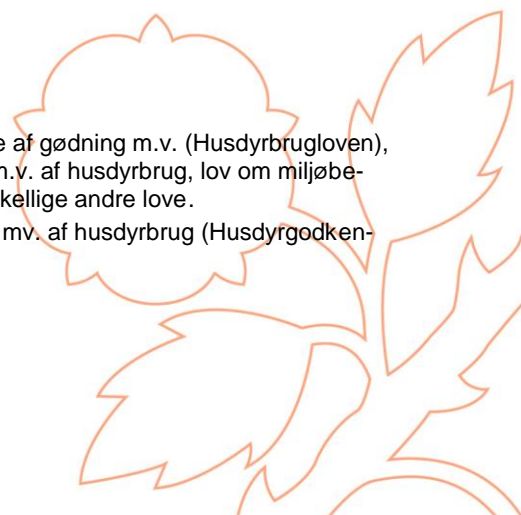 e af gødning m.v. (Husdyrbrugloven),
m.v. af husdyrbrug, lov om miljøbe-
kellige andre love.
mv. af husdyrbrug (Husdyrgodken-